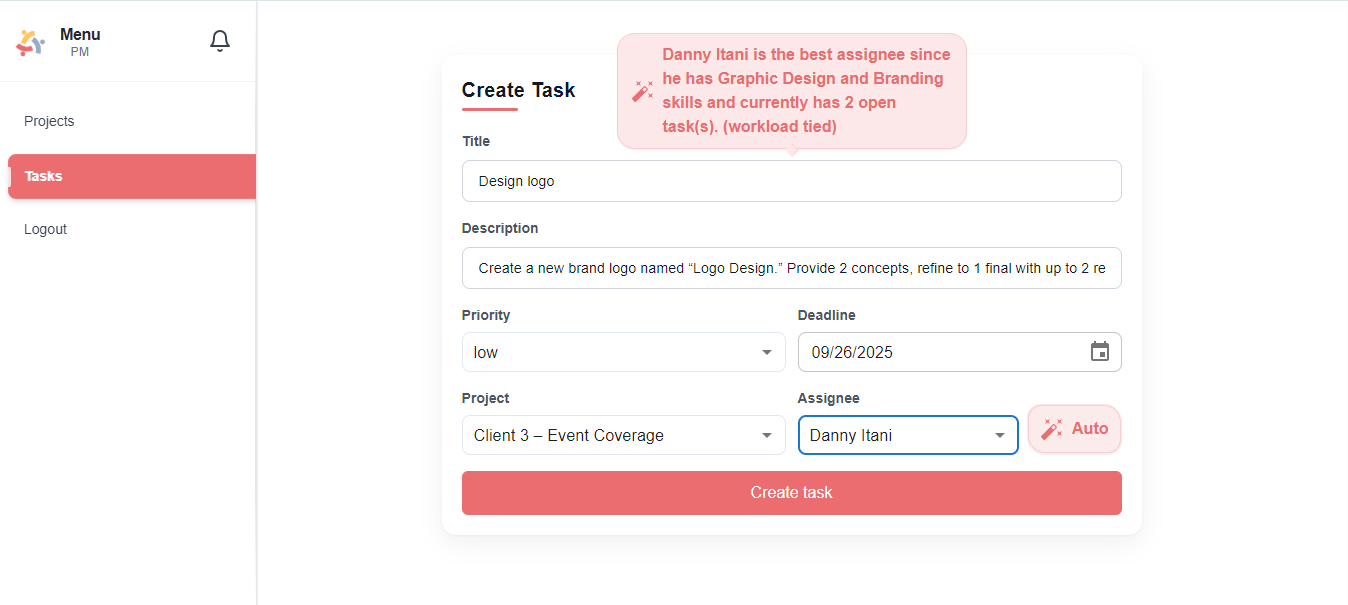 Menu
PM
Projects
Tasks
Logout
Danny Itani is the best assignee since
he has Graphic Design and Branding
skills and currently has 2 open
task(s). (workload tied)
Create Task
Title
Design logo
Description
Create a new brand logo named “Logo Design.” Provide 2 concepts, refine to 1 final with up to 2 re
Priority
Deadline
low
09/26/2025
Project
Assignee
Client 3 – Event Coverage
Danny Itani
Auto
Create task